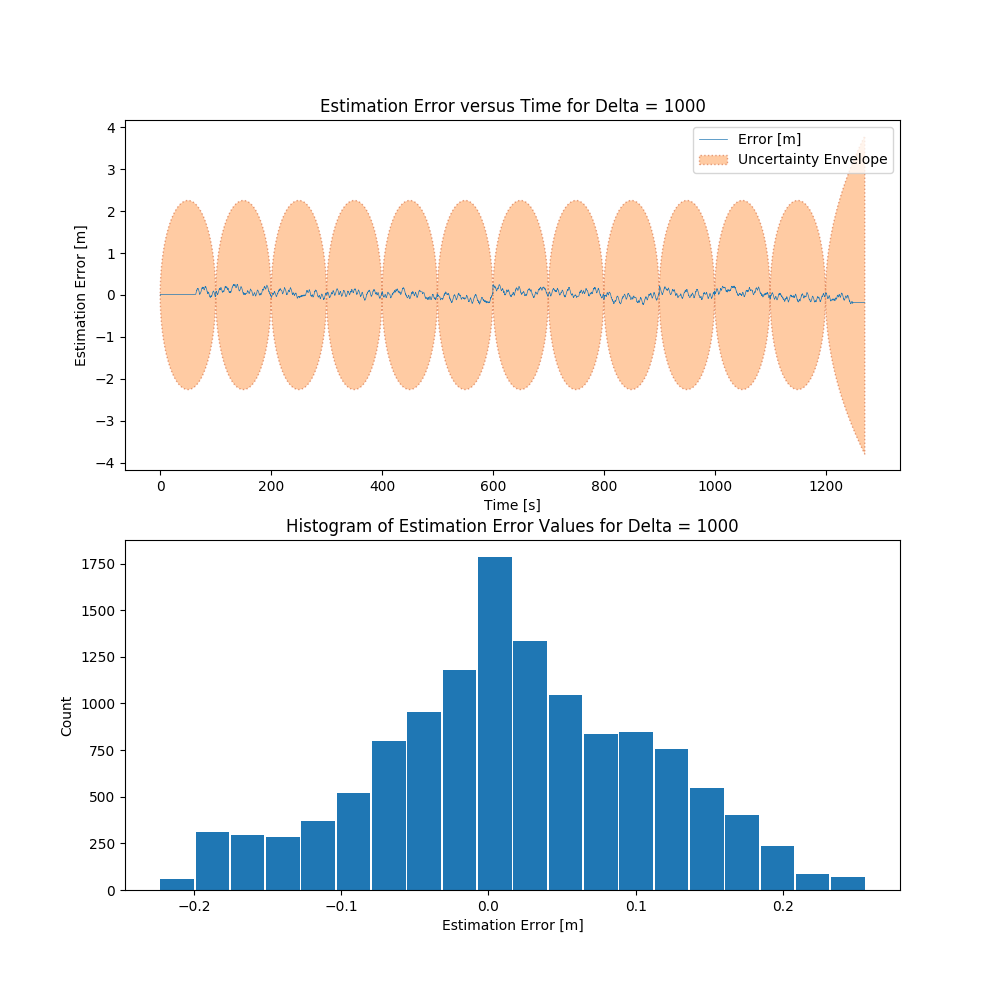 Estimation Error versus Time for Delta = 1000
Error [m]
Uncertainty Envelope
4
3
2
1
0
−1
−2
−3
−4
Estimation Error [m]
0 200 400 600 800 1000 1200
Time [s]
Histogram of Estimation Error Values for Delta = 1000
1750
1500
1250
1000
750
500
250
0
Count
−0.2 −0.1 0.0 0.1 0.2
Estimation Error [m]